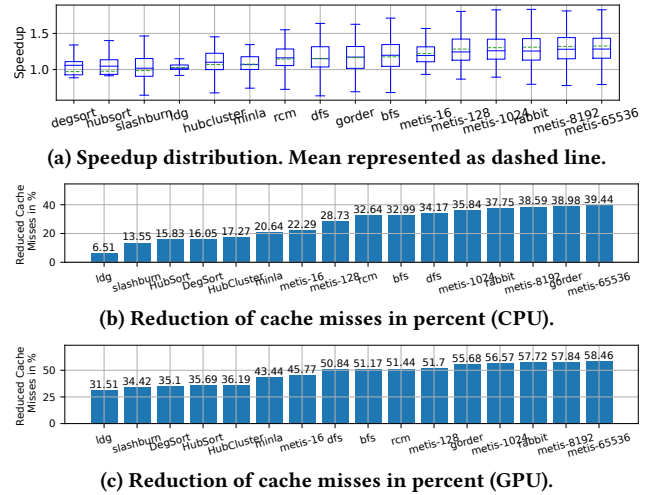 1.5
1.0
Speedup
degsort hubsort slashburn ldg hubcluster minla rcm dfs gorder bfs metis-16 metis-128 metis-1024 rabbit metis-8192 metis-65536
(a) Speedup distribution. Mean represented as dashed line.
Reduced Cache
Misses in %
40
20
0
6.51 13.55 15.83 16.05 17.27 20.64 22.29 28.73 32.64 32.99 34.17 35.84 37.75 38.59 38.98 39.44
ldg slashburn HubSort DegSort HubCluster minla metis-16 metis-128 rcm bfs dfs metis-1024 rabbit metis-8192 gorder metis-65536
(b) Reduction of cache misses in percent (CPU).
Reduced Cache
Misses in %
50
0
31.51 34.42 35.1 35.69 36.19 43.44 45.77 50.84 51.17 51.44 51.7 55.68 56.57 57.72 57.84 58.46
ldg slashburn DegSort HubSort HubCluster minla metis-16 dfs bfs rcm metis-128 gorder metis-1024 rabbit metis-8192 metis-65536
(c) Reduction of cache misses in percent (GPU).